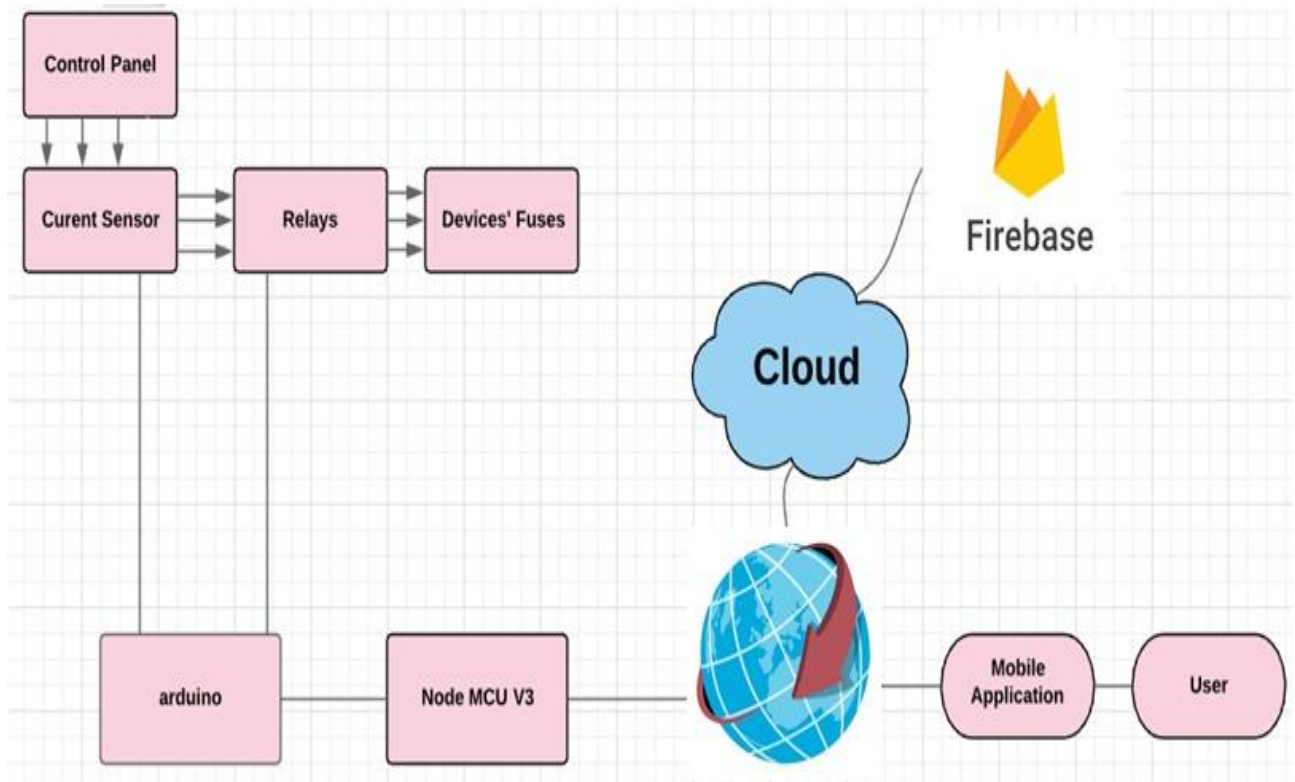 Control Panel
Curent Sensor
Relays
Devices' Fuses
Firebase
Cloud
arduino
Node MCU V3
Mobile
Application
User